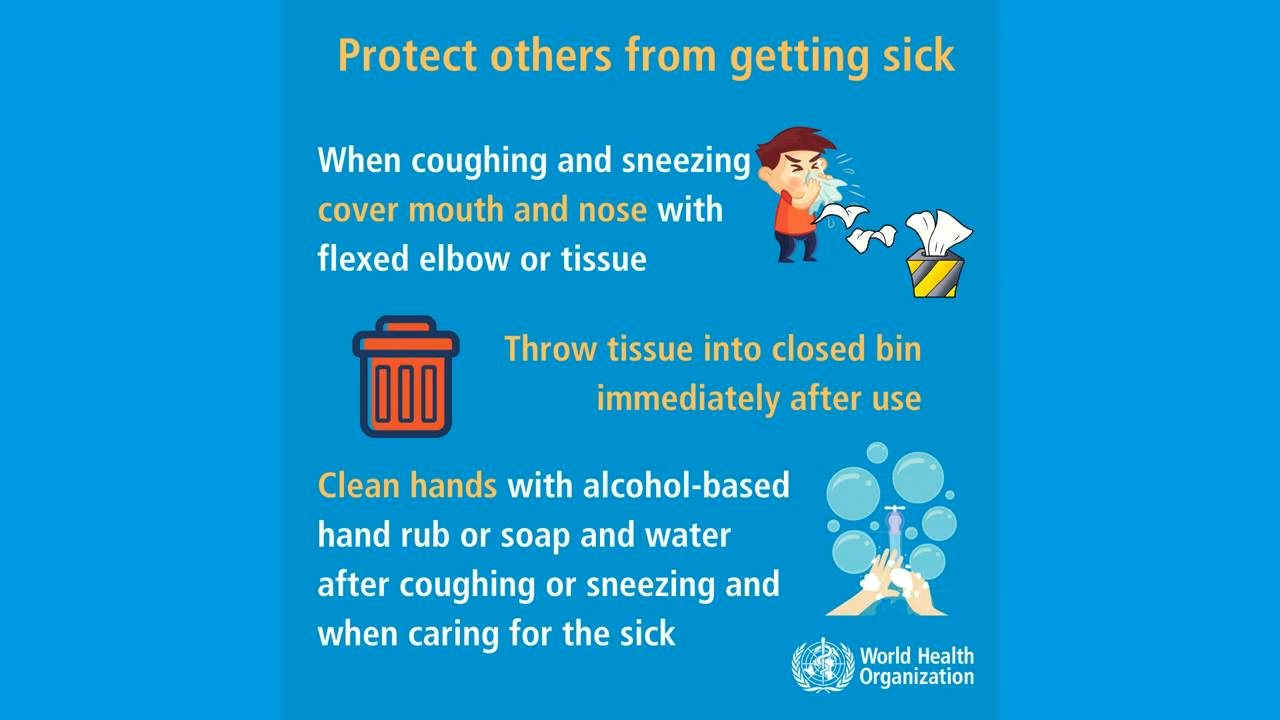 Protect others from getting sick
When coughing and sneezing
cover mouth and nose with
flexed elbow or tissue
Throw tissue into closed bin
immediately after use
Clean hands with alcohol-based
hand rub or soap and water
after coughing or sneezing and
when caring for the sick
World Health
Organization